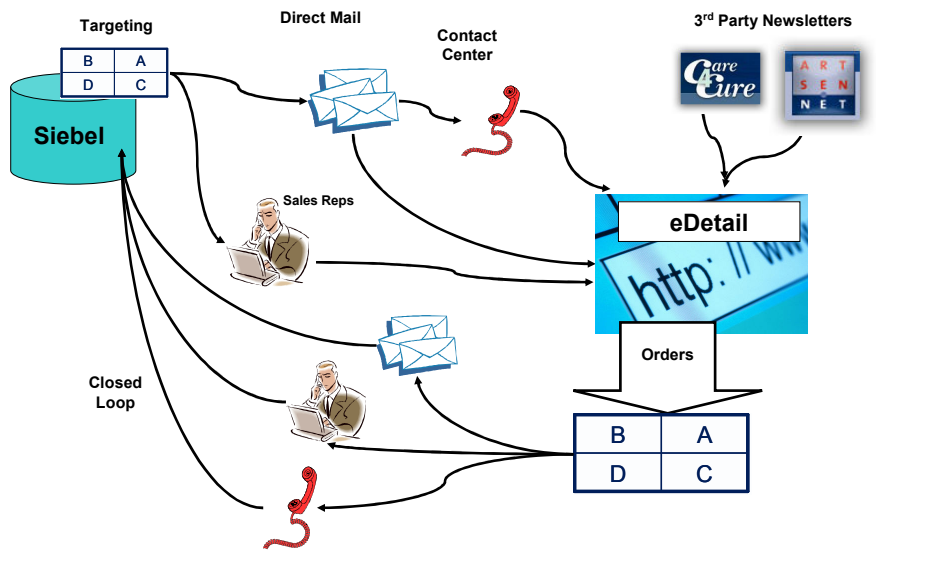 Targeting
Direct Mail
Contact
Center
3rd Party Newsletters
B A
D C
Siebel
Care
4
Cure
ART
SEN
NET
Sales Reps
eDetail
http: // ww
Orders
Closed
Loop
B A
D C